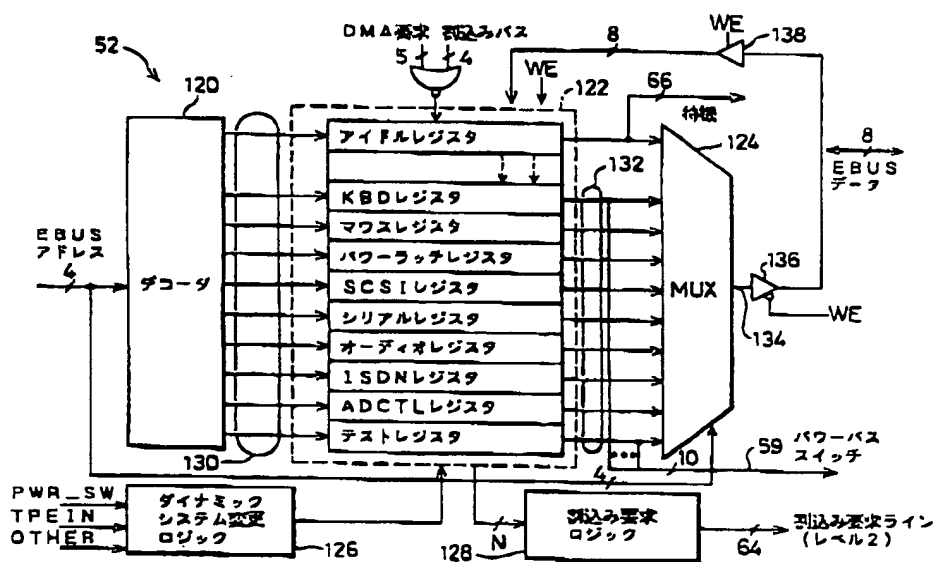 DMA要求 割込みバス
5 4
52
120
WE
122
8
WE
138
66
待機
124
8
EBUS
データ
アイドルレジスタ
132
KBDレジスタ
マウスレジスタ
パワーラッチレジスタ
SCSIレジスタ
シリアルレジスタ
オーディオレジスタ
ISDNレジスタ
ADCTLレジスタ
テストレジスタ
EBUS
アドレス
4
デコーダ
MUX
136
134
WE
130
4
10
59
パワーバス
スイッチ
PWR_SW
TPEIN
OTHER
ダイナミック
システム変更
ロジック
126
N
128
割込み要求
ロジック
64
割込み要求ライン
(レベル2)